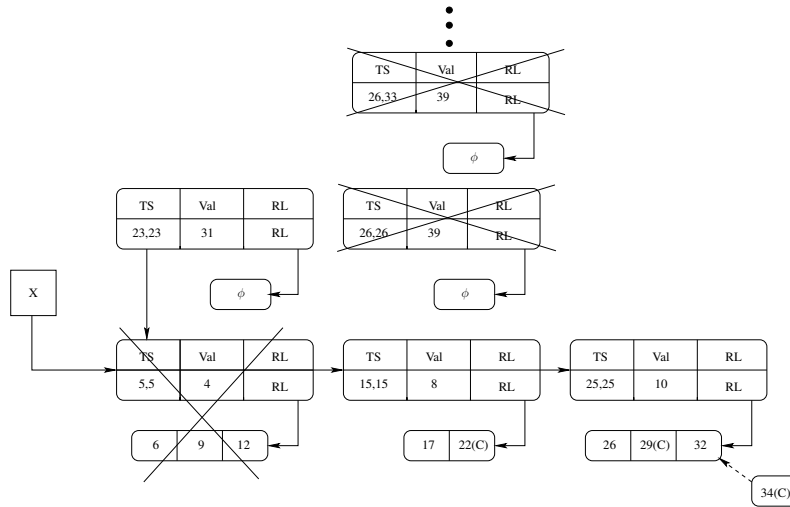 TS Val RL
26,33 39 RL
ϕ
TS Val RL TS Val RL
23,23 31 RL 26,26 39 RL
ϕ ϕ
X
TS Val RL TS Val RL TS Val RL
5,5 4 RL 15,15 8 RL 25,25 10 RL
6 9 12 17 22(C) 26 29(C) 32
34(C)